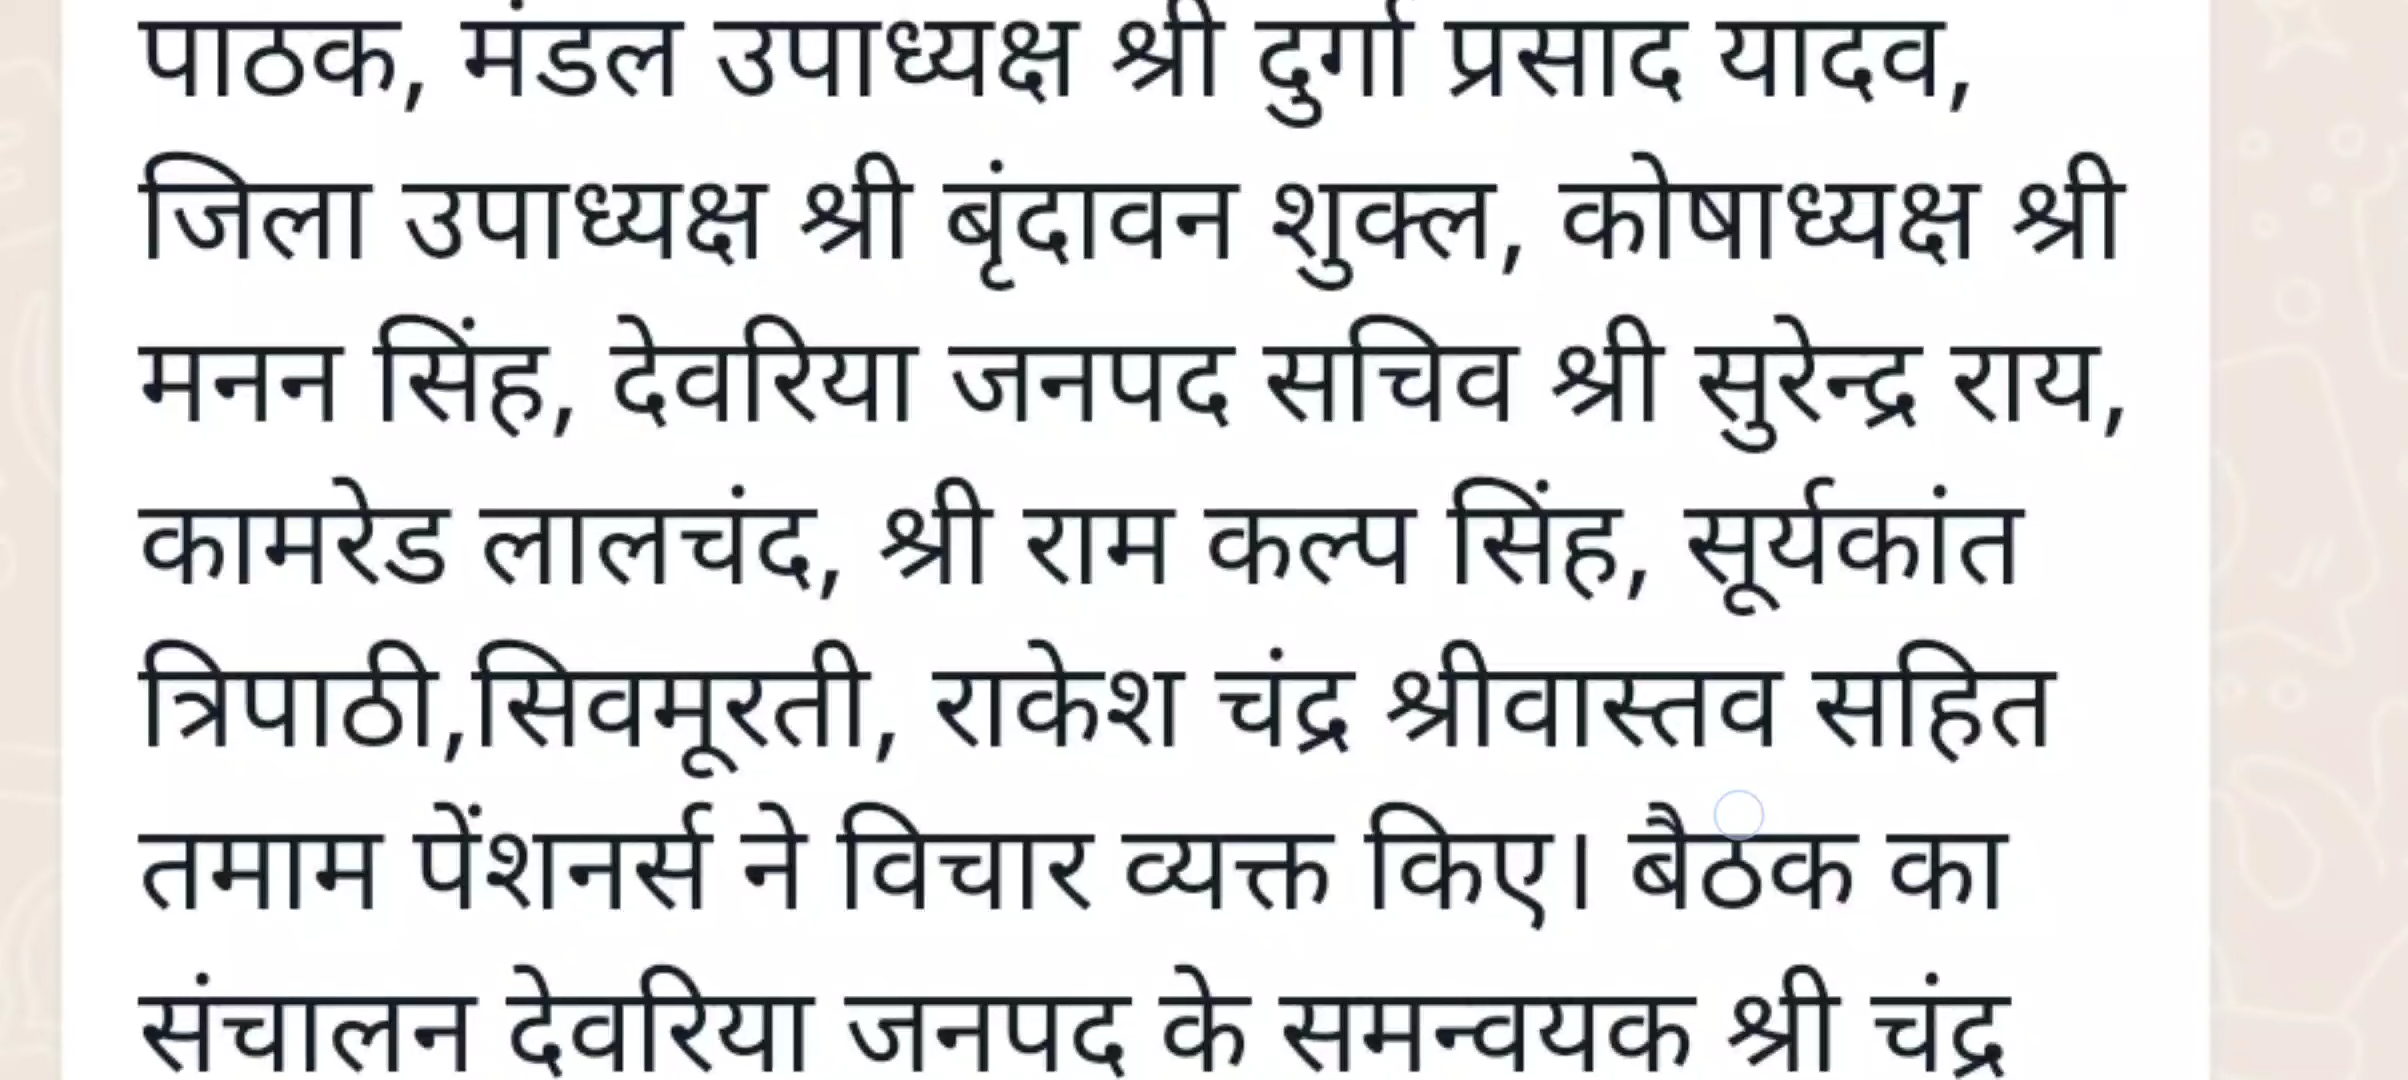 पाठक, मंडल उपाध्यक्ष श्री दुर्गा प्रसाद यादव,
जिला उपाध्यक्ष श्री बृंदावन शुक्ल, कोषाध्यक्ष श्री
मनन सिंह, देवरिया जनपद सचिव श्री सुरेन्द्र राय,
कामरेड लालचंद, श्री राम कल्प सिंह, सूर्यकांत
त्रिपाठी,सिवमूरती, राकेश चंद्र श्रीवास्तव सहित
तमाम पेंशनर्स ने विचार व्यक्त किए। बैठक का
संचालन देवरिया जनपद के समन्वयक श्री चंद्र